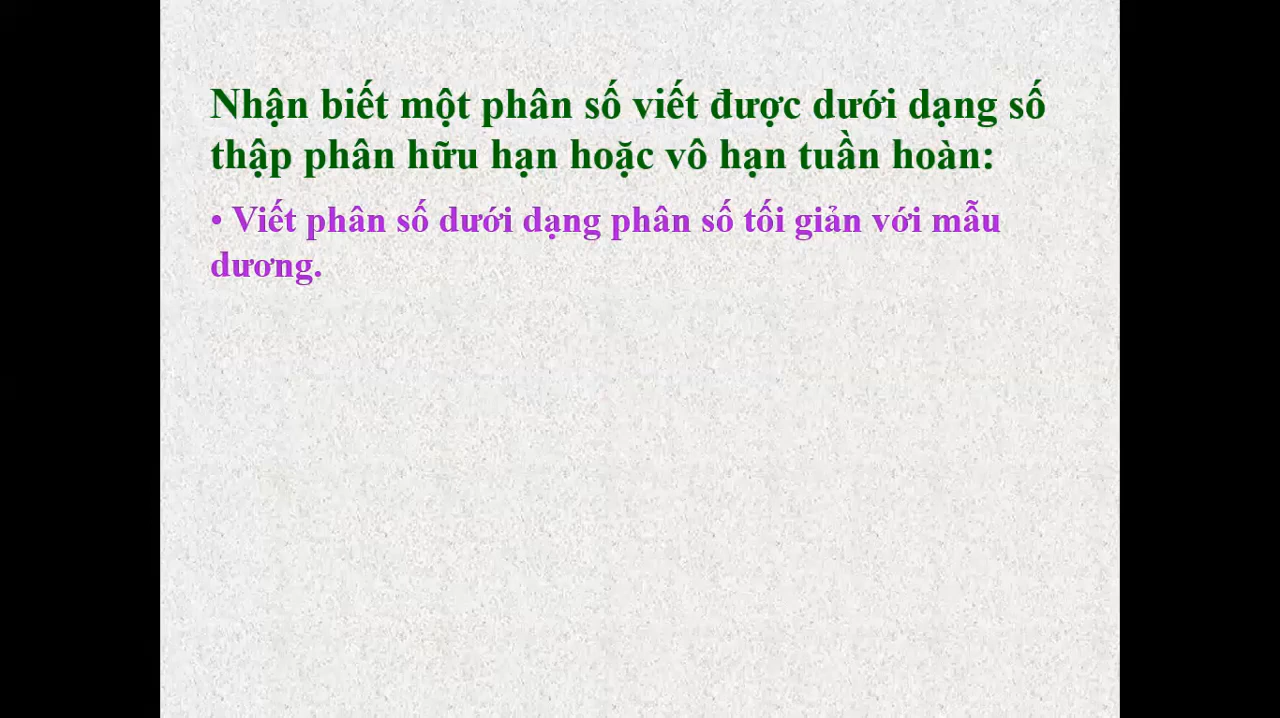 Nhận biết một phân số viết được dưới dạng số
thập phân hữu hạn hoặc vô hạn tuần hoàn:
• Viết phân số dưới dạng phân số tối giản với mẫu
dương.